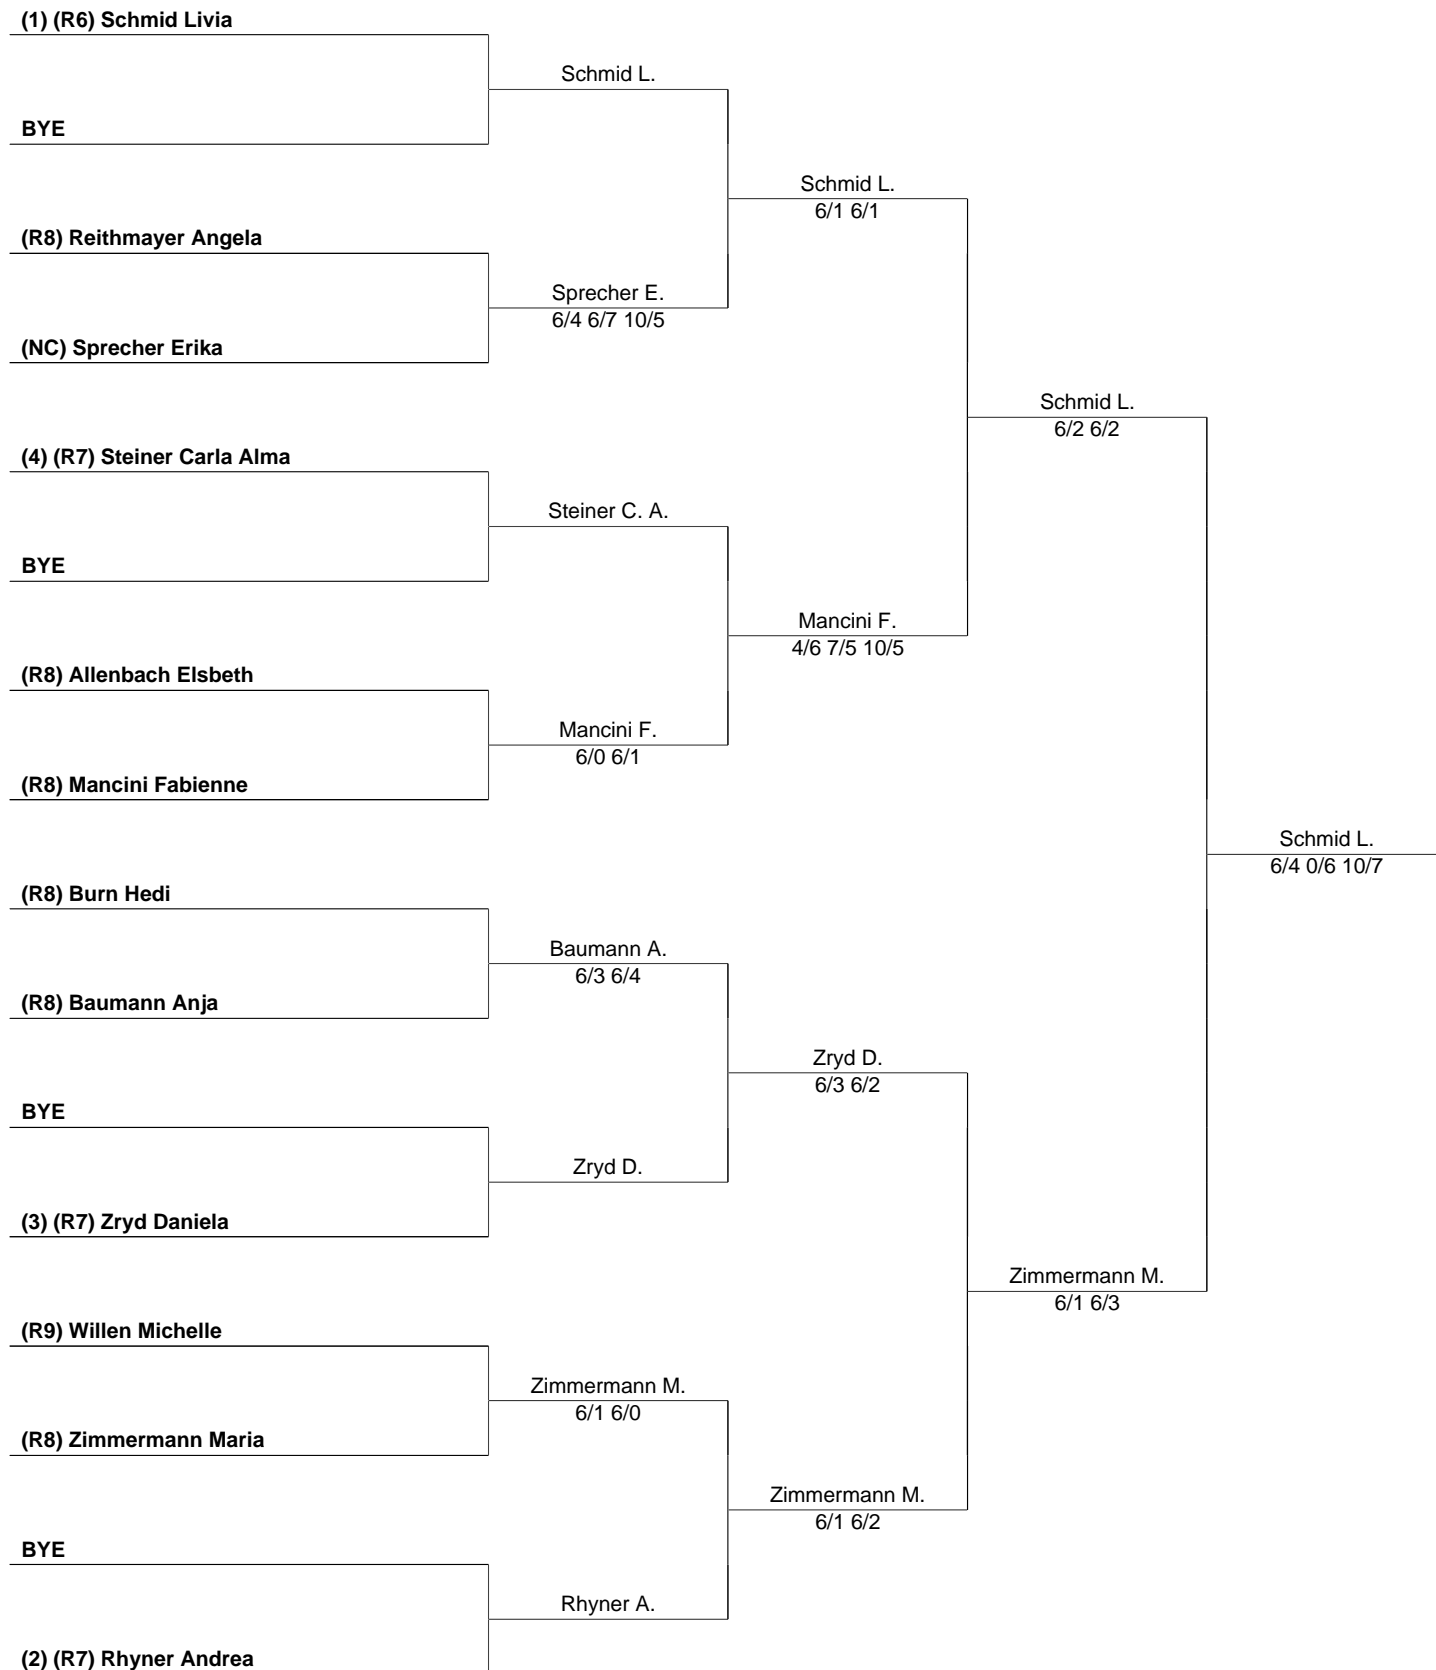 (1) (R6) Schmid Livia
Schmid L.
BYE
Schmid L.
6/1 6/1
(R8) Reithmayer Angela
Sprecher E.
6/4 6/7 10/5
(NC) Sprecher Erika
Schmid L.
6/2 6/2
(4) (R7) Steiner Carla Alma
Steiner C. A.
BYE
Mancini F.
4/6 7/5 10/5
(R8) Allenbach Elsbeth
Mancini F.
6/0 6/1
(R8) Mancini Fabienne
Schmid L.
6/4 0/6 10/7
(R8) Burn Hedi
Baumann A.
6/3 6/4
(R8) Baumann Anja
Zryd D.
6/3 6/2
BYE
Zryd D.
(3) (R7) Zryd Daniela
Zimmermann M.
6/1 6/3
(R9) Willen Michelle
Zimmermann M.
6/1 6/0
(R8) Zimmermann Maria
Zimmermann M.
6/1 6/2
BYE
Rhyner A.
(2) (R7) Rhyner Andrea